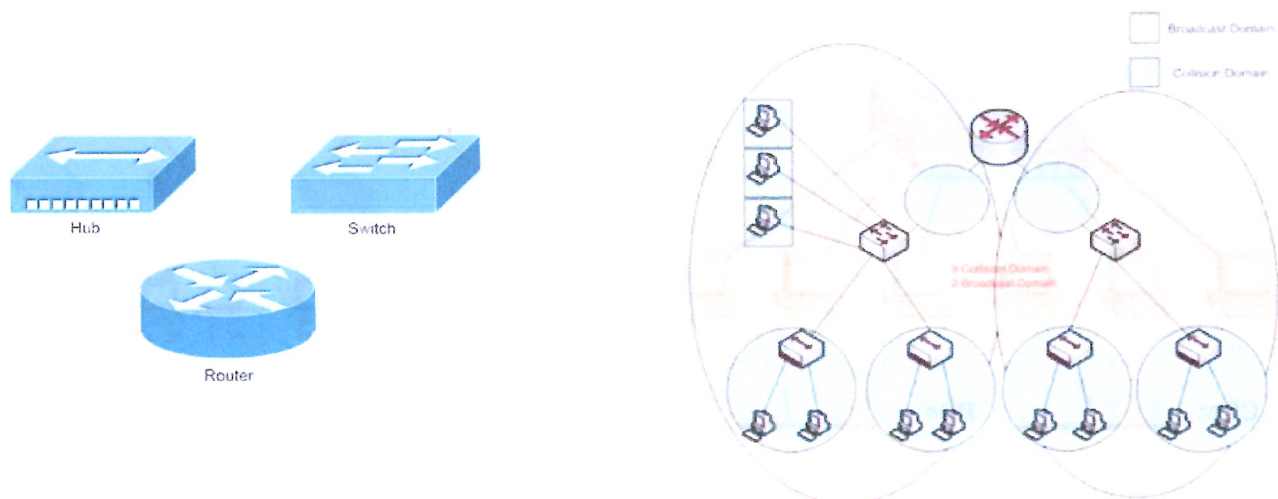 Hub
Switch
Router
Broadcast Domain
Collision Domain
9 Collision Domain
2 Broadcast Domain